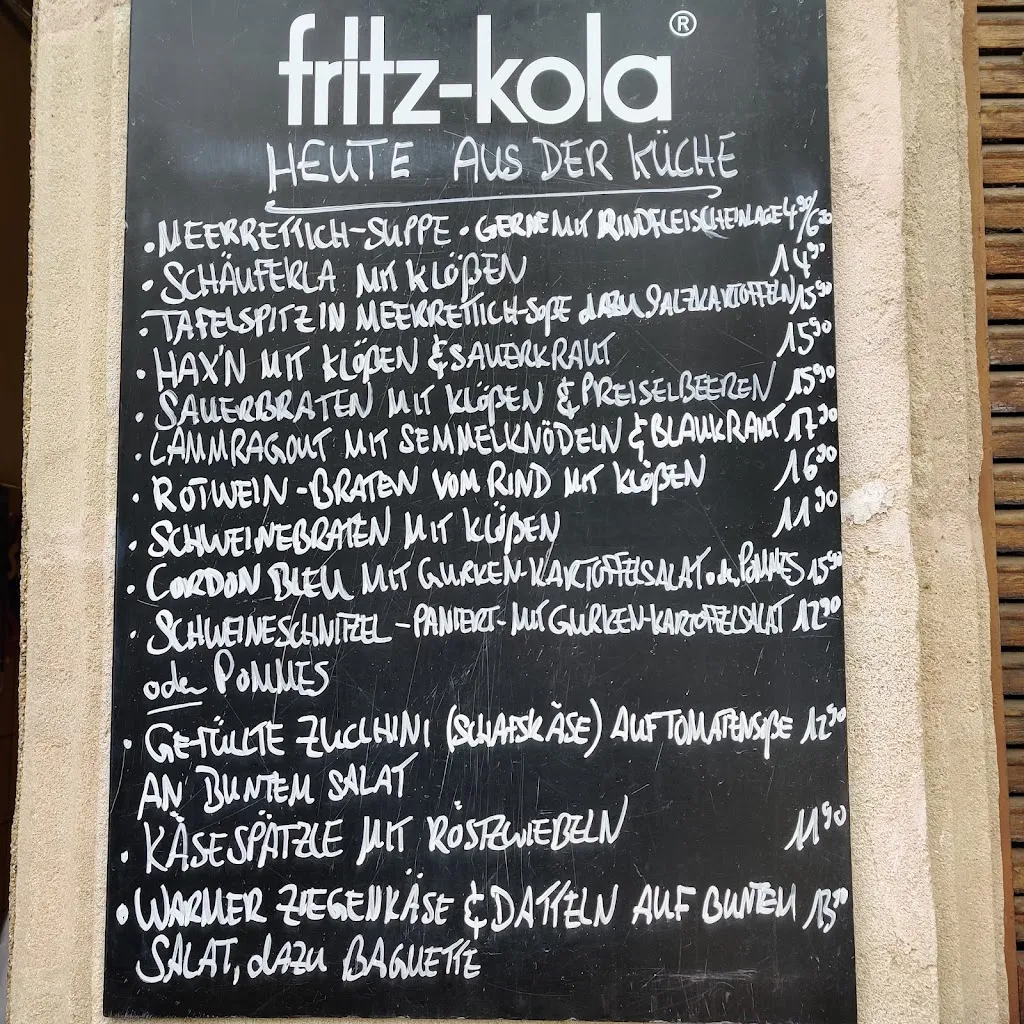 fritz-kola®
HEUTE AUS DER KÜCHE
• MEERRETTICH-SUPPE • GERNE MIT RINDFLEISCHEINLAGE 4,90/6,90
• SCHÄUFERLA MIT KLÖßEN 14,90
• TAFELSPITZ IN MEERRETTICH-SOßE dAZU SALZKARTOFFELN 15,90
• HAX'N MIT KLÖßEN & SAUERKRAUT 15,90
• SAUERBRATEN MIT KLÖßEN & PREISELBEEREN 15,90
• LAMMRAGOUT MIT SEMMELKNÖDELN & BLAUKRAUT 17,90
• ROTWEIN-BRATEN VOM RIND MIT KLÖßEN 16,90
• SCHWEINEBRATEN MIT KLÖßEN 11,90
• CORDON BLEU MIT GURKEN-KARTOFFELSALAT oder POMMES 15,90
• SCHWEINESCHNITZEL - PANIERT - MIT GURKEN-KARTOFFELSALAT 12,90
oder POMMES
• GEFÜLLTE ZUCCHINI (SCHAFSKÄSE) AUF TOMATENSOßE 12,90
AN BUNTEM SALAT
• KÄSESPÄTZLE MIT RÖSTZWIEBELN 11,90
• WARMER ZIEGENKÄSE & DATTELN AUF BUNTEM 13,90
SALAT, dAZU BAGUETTE